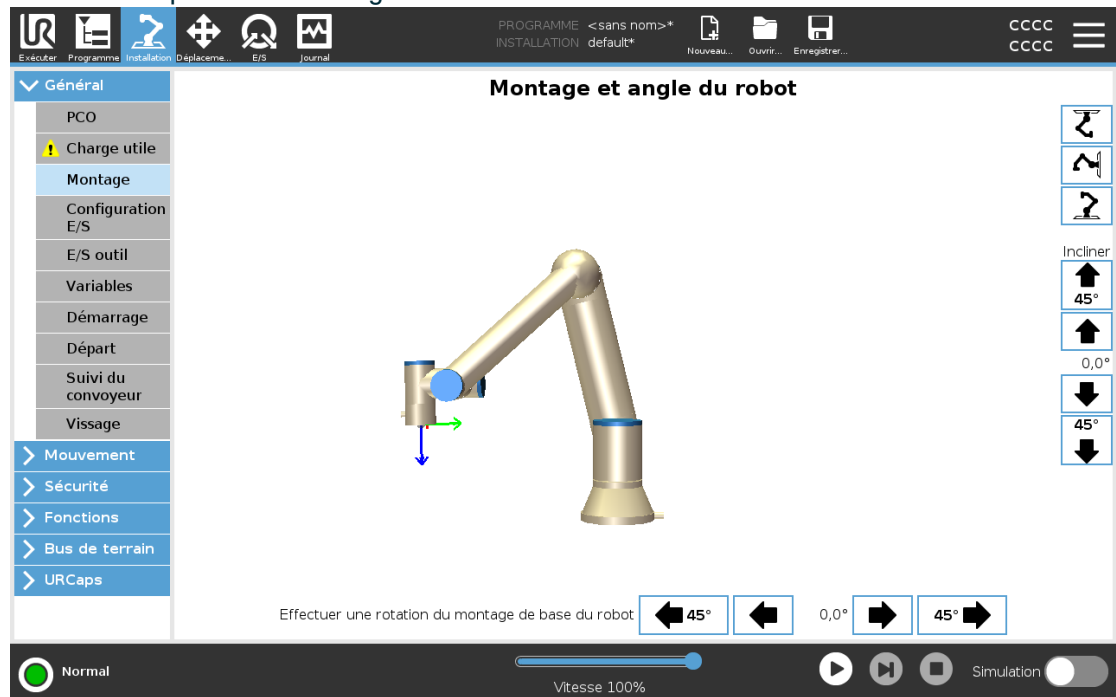 PROGRAMME <sans nom>*
INSTALLATION default*
Exécuter
Programme
Installation
Déplaceme...
E/S
Journal
Nouveau...
Ouvrir...
Enregistrer...
CCCC
CCCC
Général
PCO
Charge utile
Montage
Configuration
E/S
E/S outil
Variables
Démarrage
Départ
Suivi du
convoyeur
Vissage
Mouvement
Sécurité
Fonctions
Bus de terrain
URCaps
Montage et angle du robot
Incliner
45°
0,0°
45°
Effectuer une rotation du montage de base du robot
45°
0,0°
45°
Normal
Vitesse 100%
Simulation